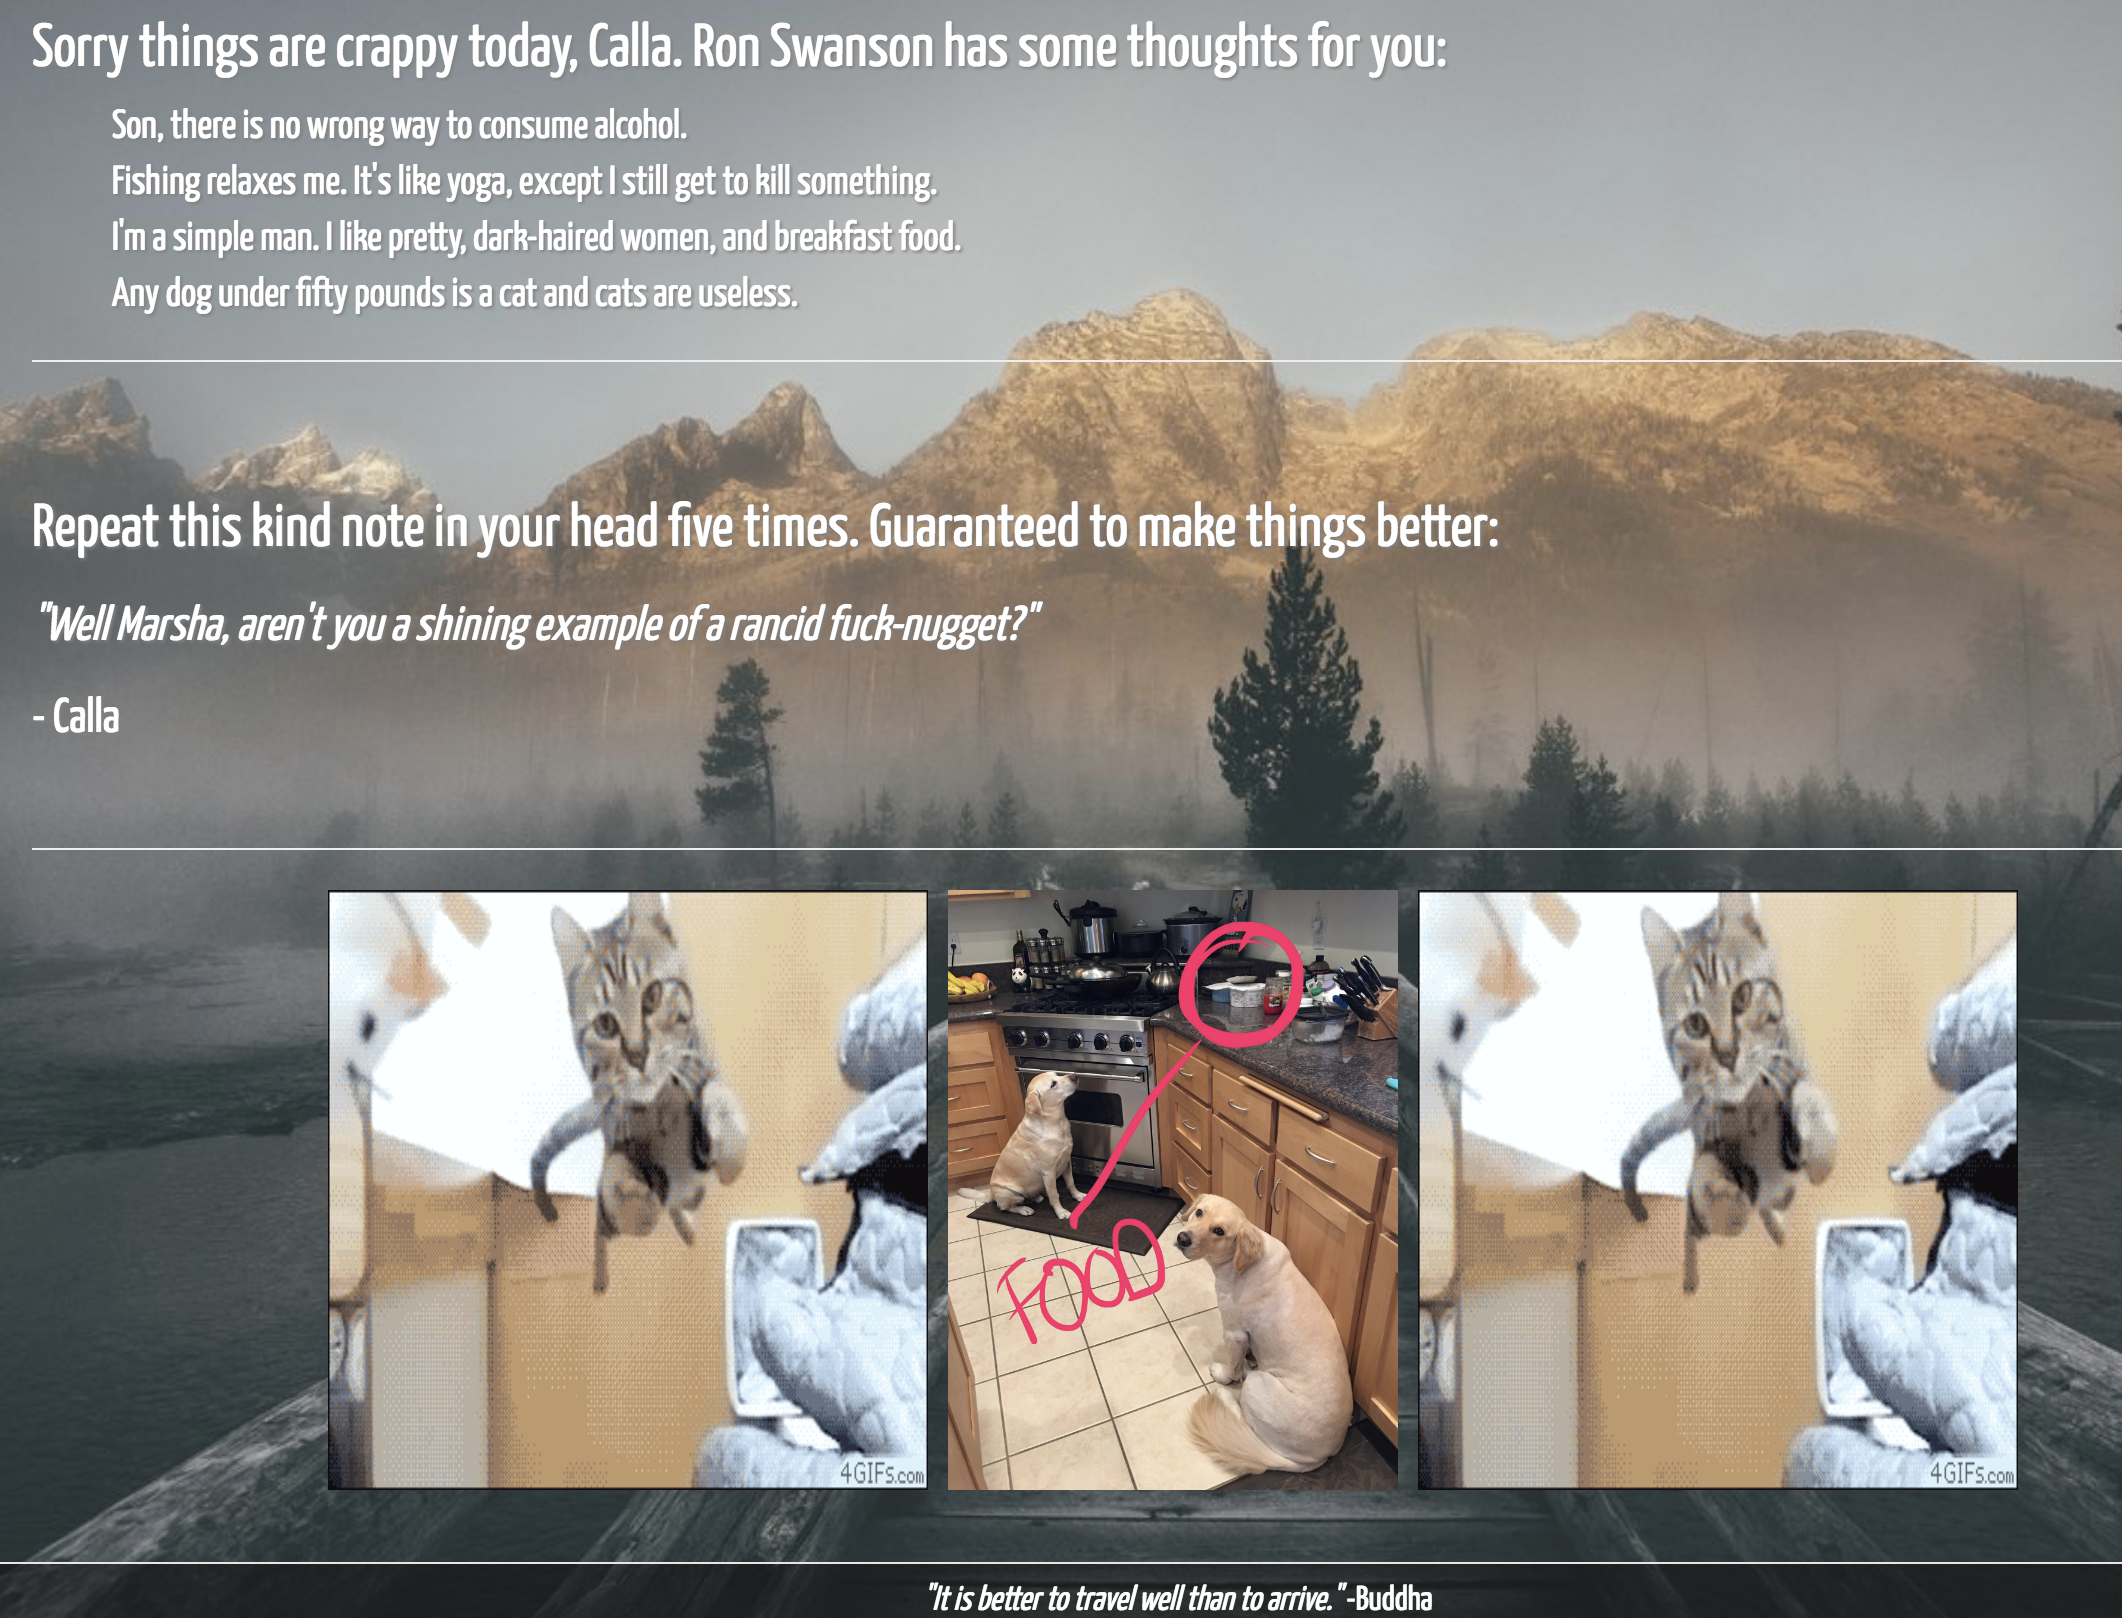 Sorry things are crappy today, Calla. Ron Swanson has some thoughts for you:
Son, there is no wrong way to consume alcohol.
Fishing relaxes me. It's like yoga, except I still get to kill something.
I'm a simple man. I like pretty, dark-haired women, and breakfast food.
Any dog under fifty pounds is a cat and cats are useless.
Repeat this kind note in your head five times. Guaranteed to make things better:
"Well Marsha, aren't you a shining example of a rancid fuck-nugget?"
- Calla
FOOD
4GIFs.com
4GIFs.com
"It is better to travel well than to arrive." -Buddha